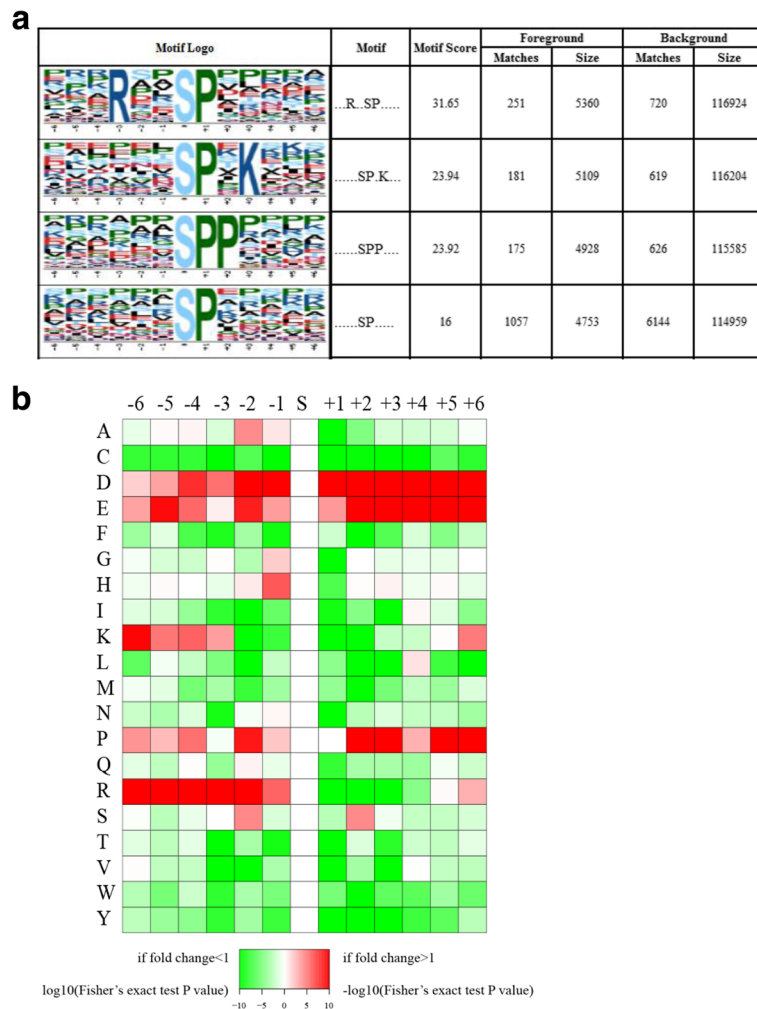 a
Motif Logo Motif Motif Score Foreground Background
Matches Size Matches Size
...R..SP..... 31.65 251 5360 720 116924
......SP.K... 23.94 181 5109 619 116204
......SPP.... 23.92 175 4928 626 115585
......SP..... 16 1057 4753 6144 114959
b
-6 -5 -4 -3 -2 -1 S +1 +2 +3 +4 +5 +6
A
C
D
E
F
G
H
I
K
L
M
N
P
Q
R
S
T
V
W
Y
if fold change<1 if fold change>1
log10(Fisher's exact test P value) -log10(Fisher's exact test P value)
-10 -5 0 5 10